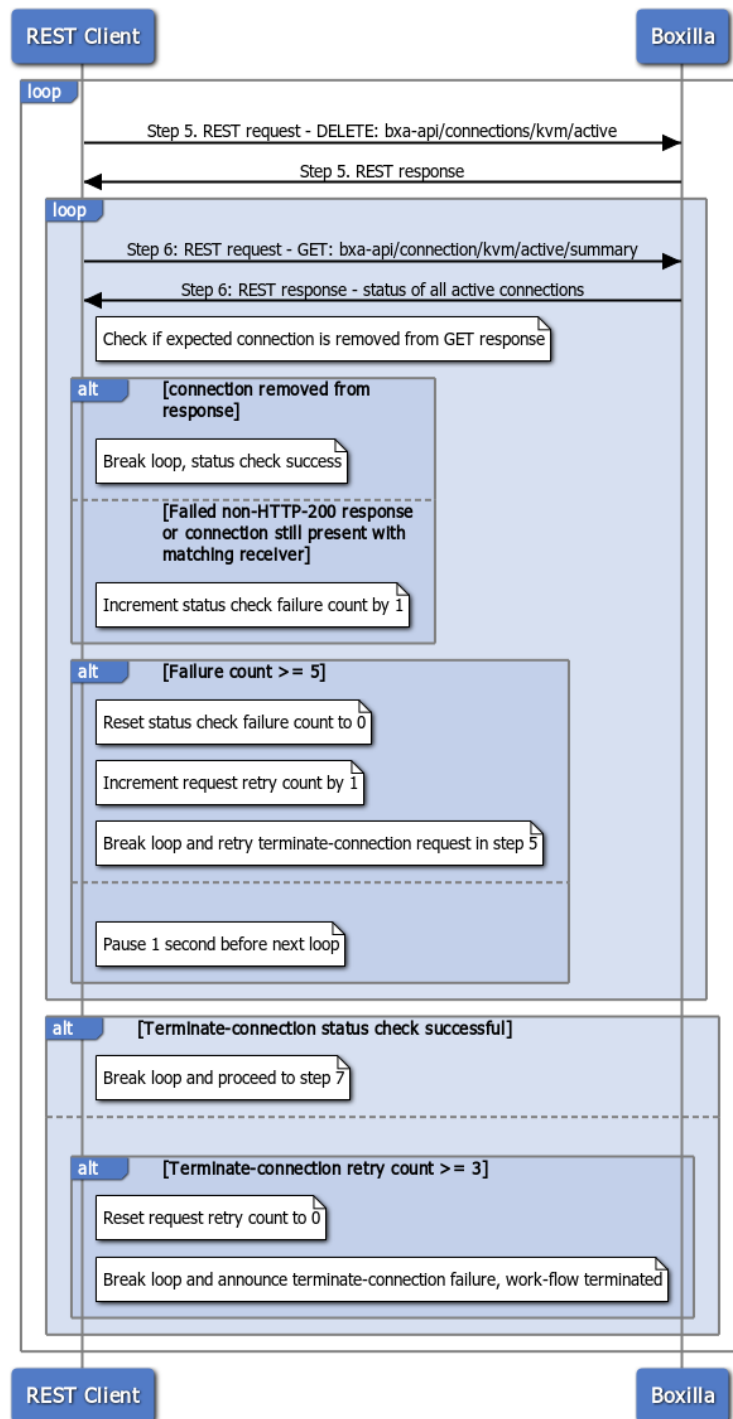 REST Client
Boxilla
loop
Step 5. REST request - DELETE: bxa-api/connections/kvm/active
Step 5. REST response
loop
Step 6: REST request - GET: bxa-api/connection/kvm/active/summary
Step 6: REST response - status of all active connections
Check if expected connection is removed from GET response
alt
[connection removed from
response]
Break loop, status check success
[Failed non-HTTP-200 response
or connection still present with
matching receiver]
Increment status check failure count by 1
alt
[Failure count >= 5]
Reset status check failure count to 0
Increment request retry count by 1
Break loop and retry terminate-connection request in step 5
Pause 1 second before next loop
alt
[Terminate-connection status check successful]
Break loop and proceed to step 7
alt
[Terminate-connection retry count >= 3]
Reset request retry count to 0
Break loop and announce terminate-connection failure, work-flow terminated
REST Client
Boxilla